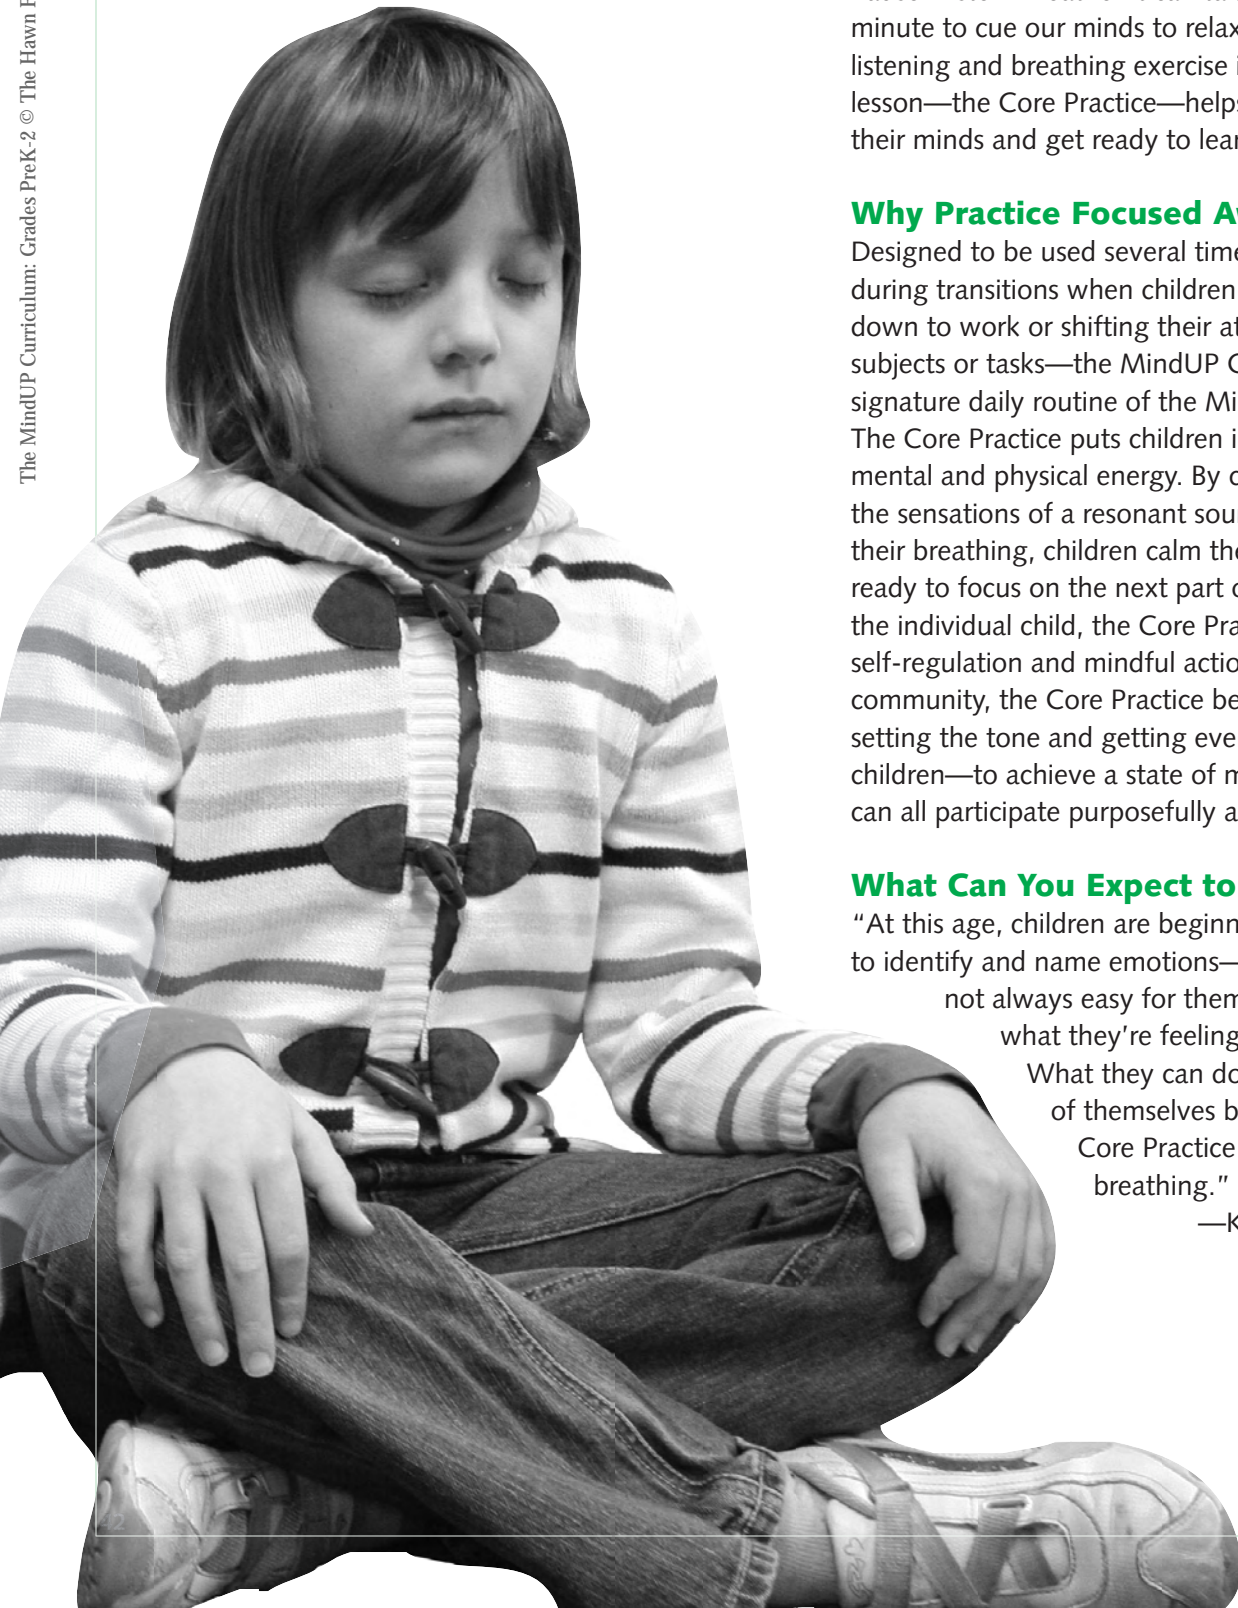 The MindUP Curriculum: Grades PreK-2 © The Hawn
minute to cue our minds to relax
listening and breathing exercise
lesson—the Core Practice—helps
their minds and get ready to lear
Why Practice Focused A
Designed to be used several time
during transitions when children
down to work or shifting their at
subjects or tasks—the MindUP C
signature daily routine of the Mi
The Core Practice puts children i
mental and physical energy. By c
the sensations of a resonant sour
their breathing, children calm the
ready to focus on the next part o
the individual child, the Core Pra
self-regulation and mindful actio
community, the Core Practice be
setting the tone and getting eve
children—to achieve a state of m
can all participate purposefully a
What Can You Expect to
“At this age, children are beginn
to identify and name emotions—
not always easy for them
what they’re feeling
What they can do
of themselves b
Core Practice
breathing.”
—K